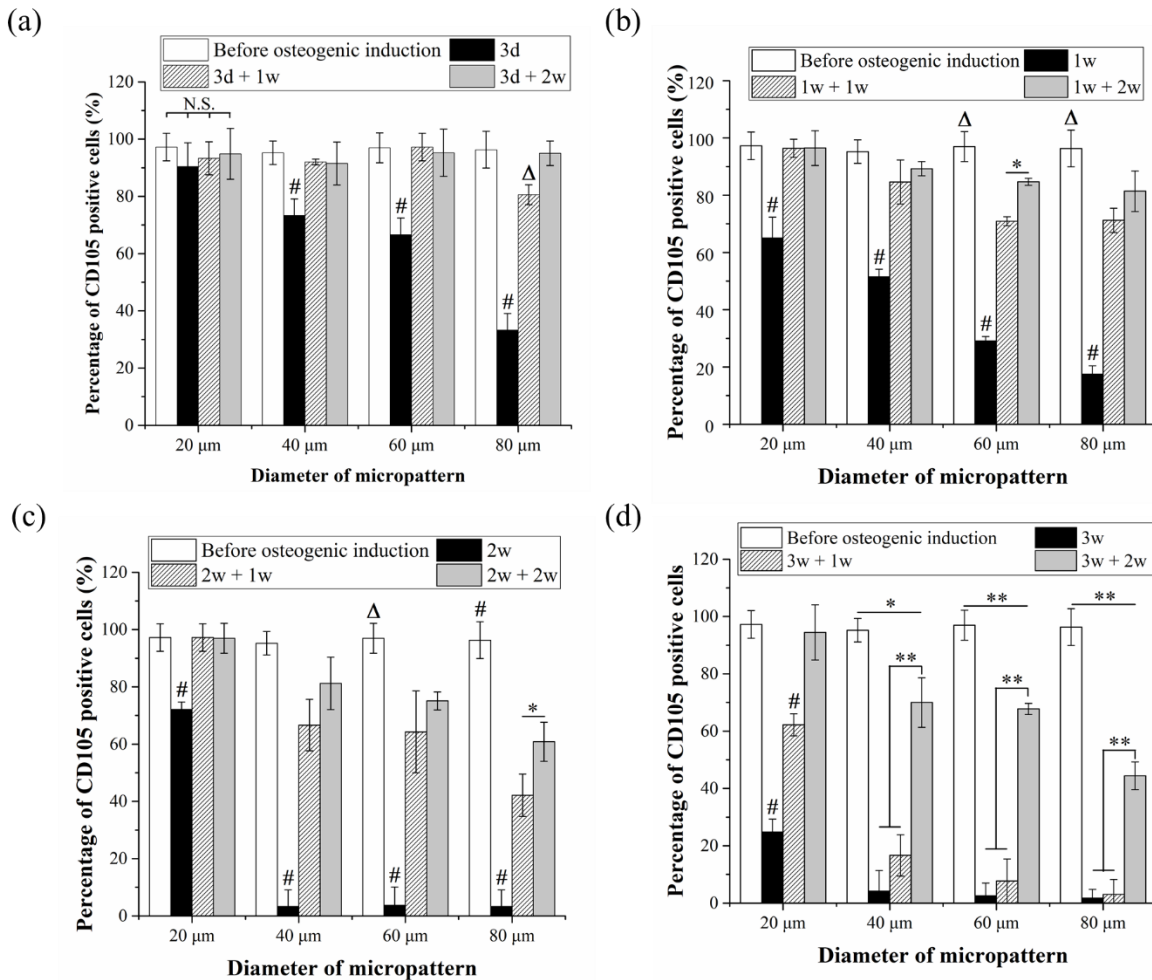 (a)
Before osteogenic induction 3d
3d + 1w 3d + 2w
Percentage of CD105 positive cells (%)
120
100
80
60
40
20
0
N.S.
#
#
#
Δ
20 μm 40 μm 60 μm 80 μm
Diameter of micropattern
(b)
Before osteogenic induction 1w
1w + 1w 1w + 2w
Percentage of CD105 positive cells (%)
120
100
80
60
40
20
0
Δ
Δ
*
#
#
#
#
20 μm 40 μm 60 μm 80 μm
Diameter of micropattern
(c)
Before osteogenic induction 2w
2w + 1w 2w + 2w
Percentage of CD105 positive cells (%)
120
100
80
60
40
20
0
Δ
#
#
*
#
#
#
20 μm 40 μm 60 μm 80 μm
Diameter of micropattern
(d)
Before osteogenic induction 3w
3w + 1w 3w + 2w
Percentage of CD105 positive cells
120
100
80
60
40
20
0
*
**
**
**
**
**
#
#
20 μm 40 μm 60 μm 80 μm
Diameter of micropattern